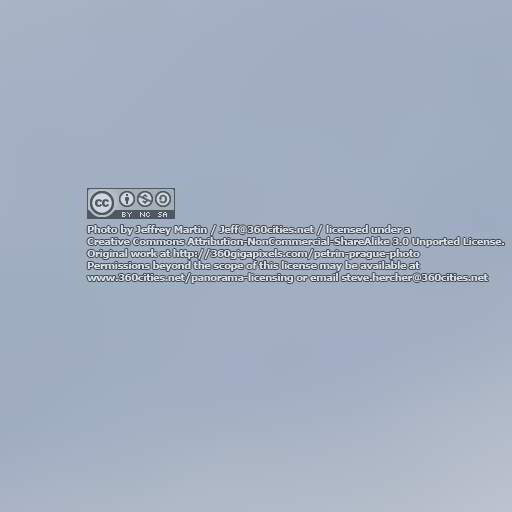 cc BY NC SA
Photo by Jeffrey Martin / Jeff@360cities.net / licensed under a
Creative Commons Attribution-NonCommercial-ShareAlike 3.0 Unported License.
Original work at http://360gigapixels.com/petrin-prague-photo
Permissions beyond the scope of this license may be available at
www.360cities.net/panorama-licensing or email steve.hercher@360cities.net